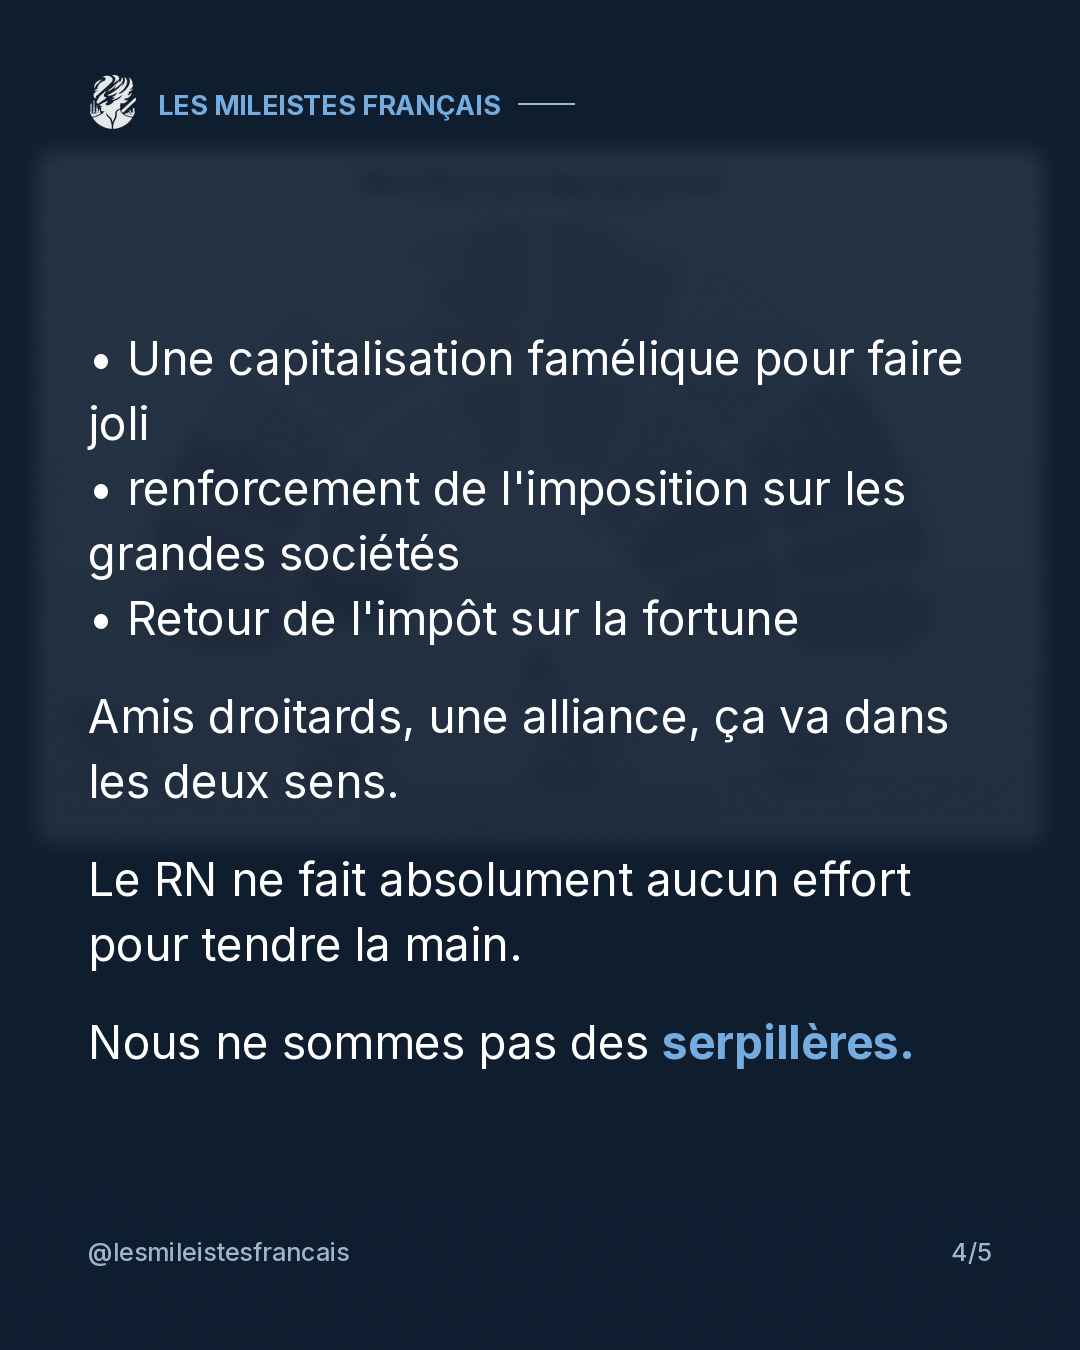 LES MILEISTES FRANÇAIS
• Une capitalisation famélique pour faire
joli
• renforcement de l'imposition sur les
grandes sociétés
• Retour de l'impôt sur la fortune
Amis droitards, une alliance, ça va dans
les deux sens.
Le RN ne fait absolument aucun effort
pour tendre la main.
Nous ne sommes pas des serpillères.
@lesmileistesfrancais
4/5